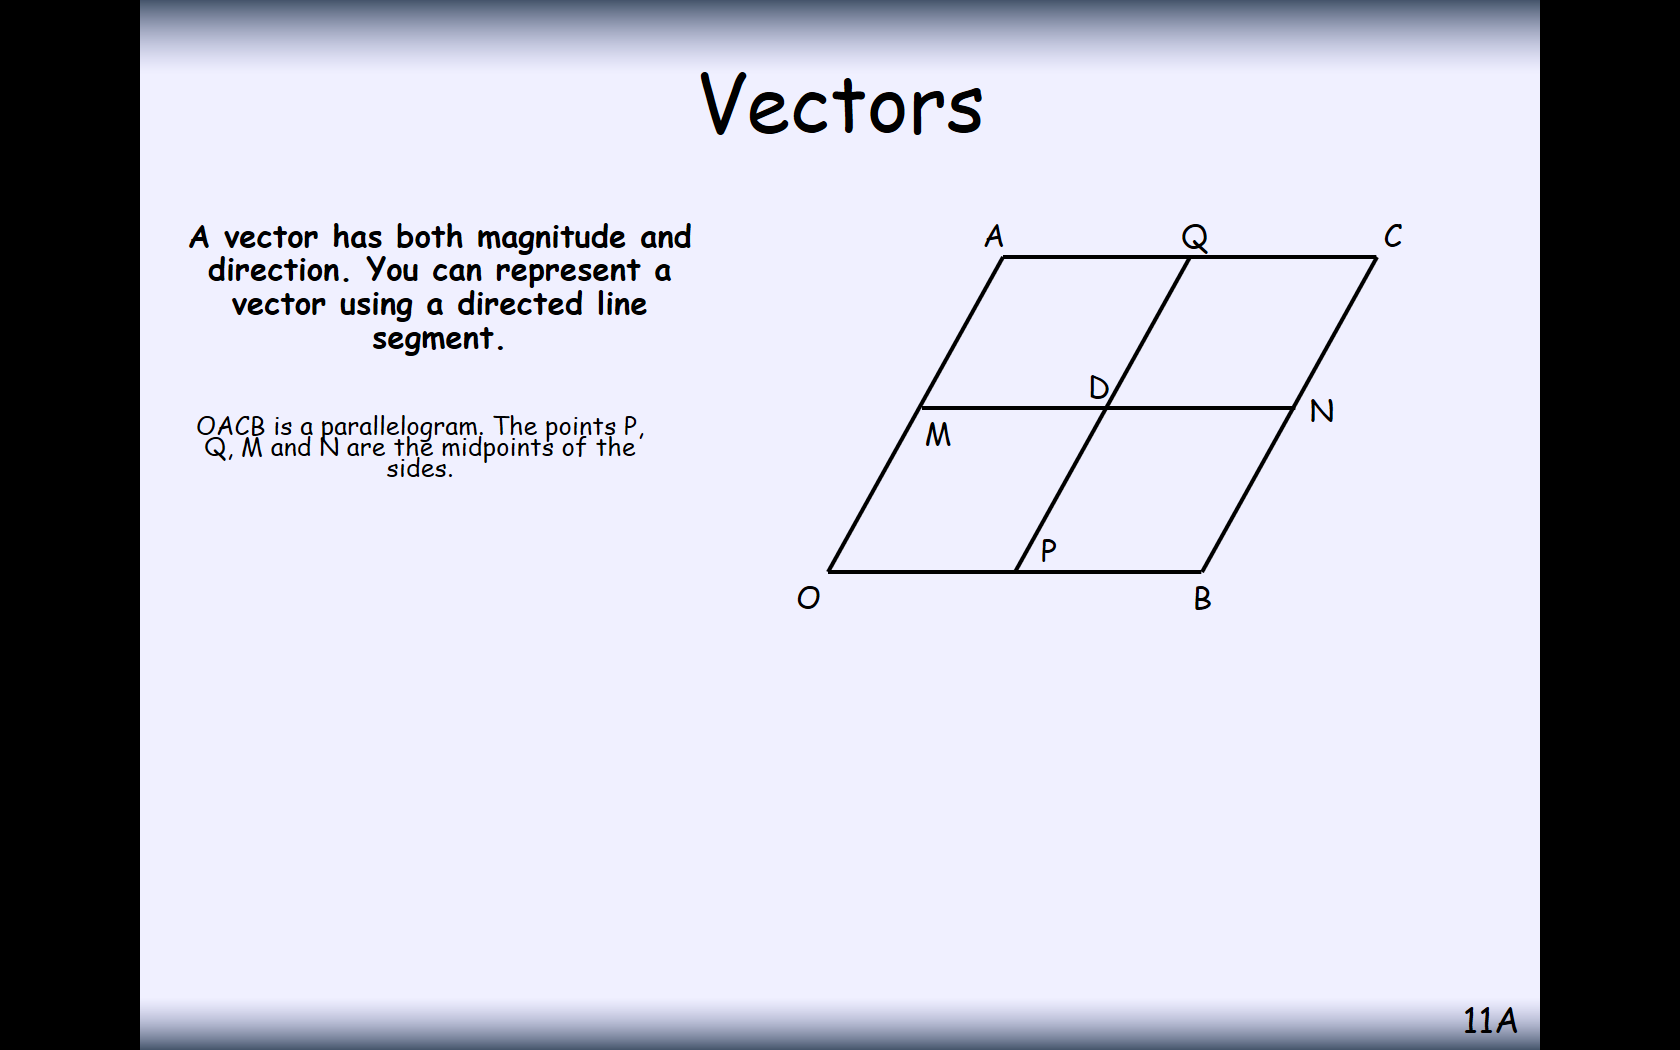 Vectors
A vector has both magnitude and
direction. You can represent a
vector using a directed line
segment.
OACB is a parallelogram. The points P,
Q, M and N are the midpoints of the
sides.
A
Q
C
D
N
M
P
O
B
11A